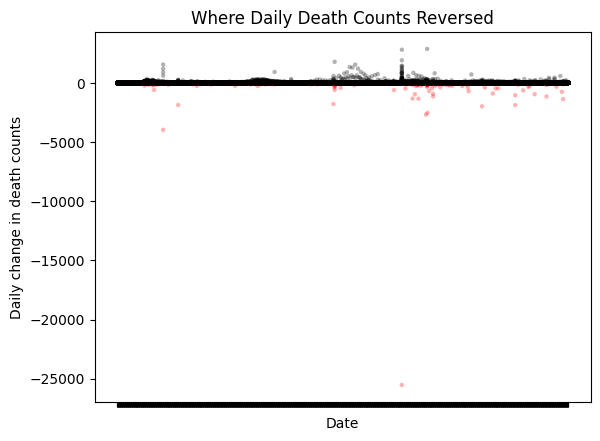 Where Daily Death Counts Reversed
Daily change in death counts
0
−5000
−10000
−15000
−20000
−25000
Date